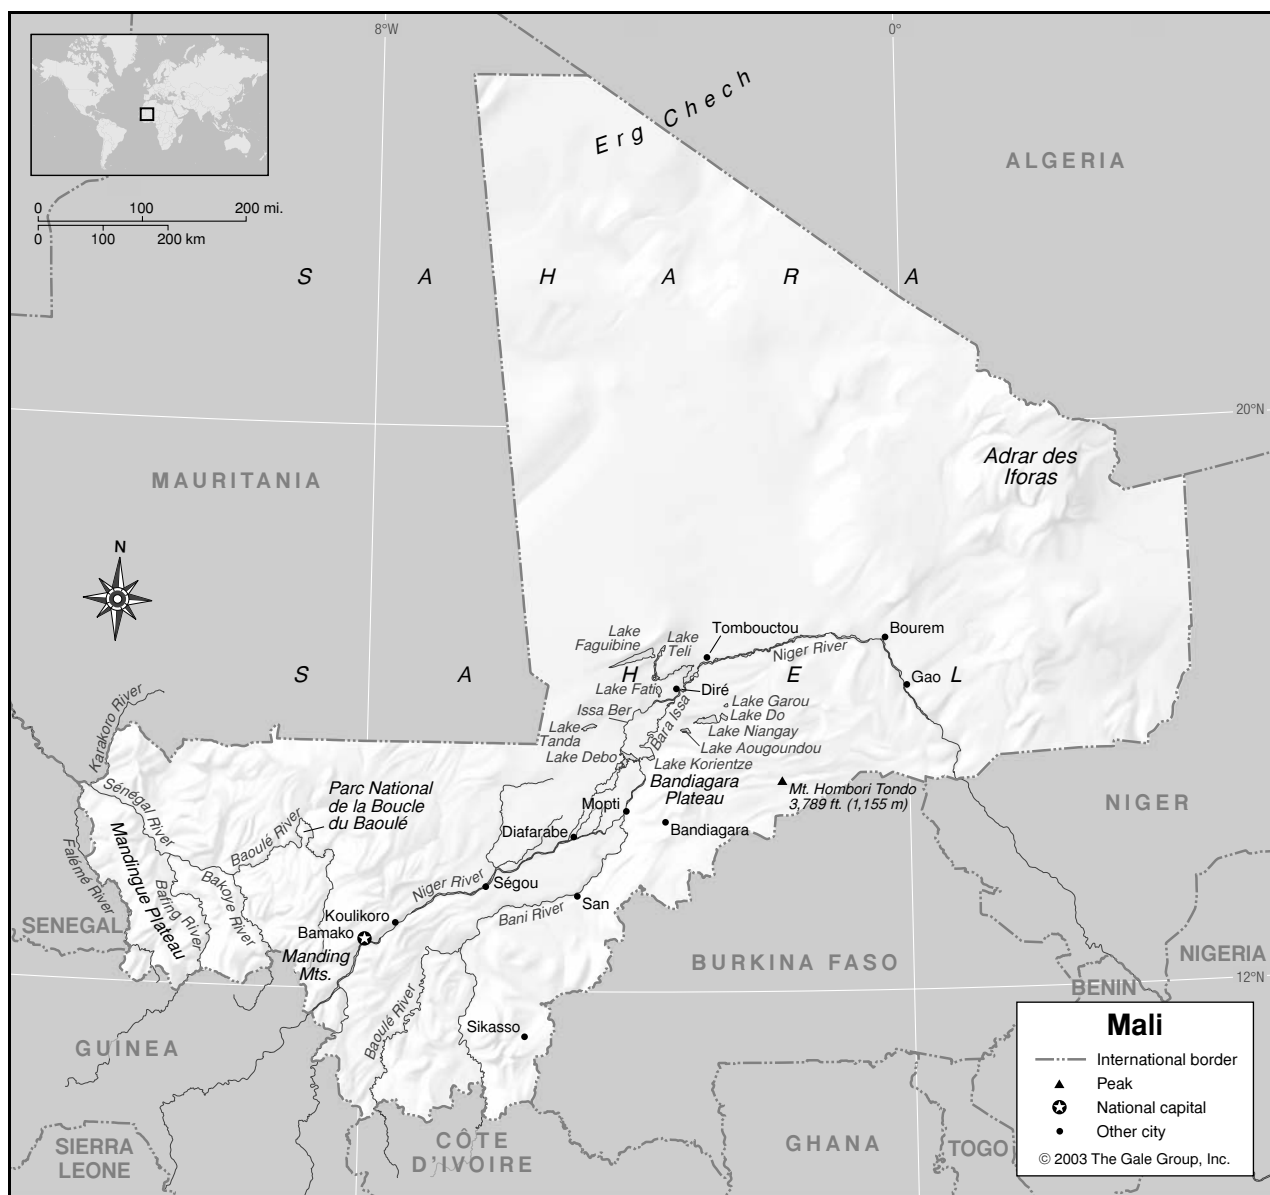 8°W
0°
Erg Chech
ALGERIA
0 100 200 mi.
0 100 200 km
S A H A R A
20°N
Adrar des
Iforas
MAURITANIA
N
Tombouctou
Bourem
Lake
Faguibine
Lake
Teli
Niger River
S A H E L
Gao
Lake Fati
Diré
Karakoro River
Issa Ber
Bara Issa
Lake Garou
Lake Do
Lake
Tanda
Lake Niangay
Lake Aougoundou
Lake Debo
Lake Korientze
Sénégal River
Parc National
de la Boucle
du Baoulé
Bandiagara
Plateau
Mt. Hombori Tondo
3,789 ft. (1,155 m)
NIGER
Mopti
Baoulé River
Diafarabe
Bandiagara
Falémé River
Mandingue Plateau
Bafing River
Bakoye River
Niger River
Ségou
San
Bani River
SENEGAL
Koulikoro
Bamako
Manding
Mts.
BURKINA FASO
NIGERIA
12°N
BENIN
Baoulé River
Sikasso
GUINEA
Mali
International border
Peak
National capital
Other city
© 2003 The Gale Group, Inc.
SIERRA
LEONE
CÔTE
D'IVOIRE
GHANA
TOGO